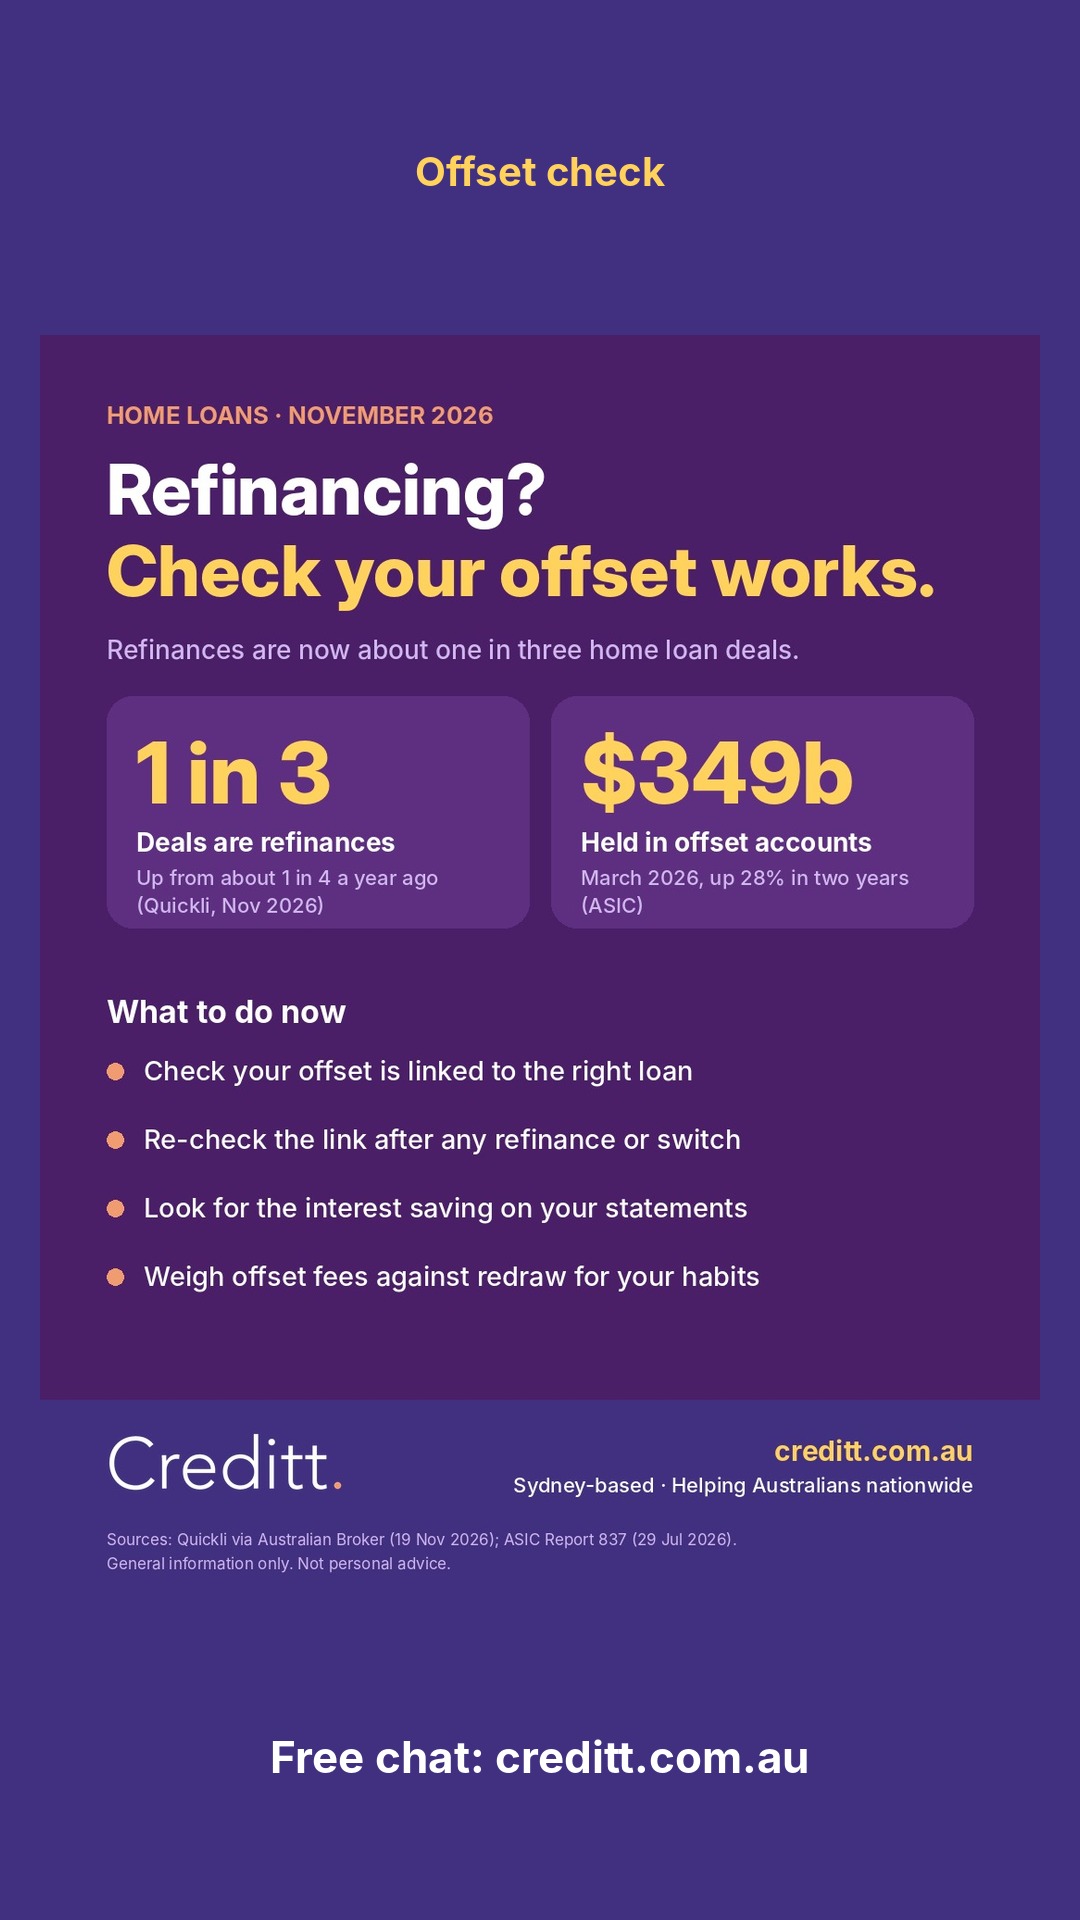 Offset check
HOME LOANS · NOVEMBER 2026
Refinancing?
Check your offset works.
Refinances are now about one in three home loan deals.
1 in 3
Deals are refinances
Up from about 1 in 4 a year ago
(Quickli, Nov 2026)
$349b
Held in offset accounts
March 2026, up 28% in two years
(ASIC)
What to do now
Check your offset is linked to the right loan
Re-check the link after any refinance or switch
Look for the interest saving on your statements
Weigh offset fees against redraw for your habits
Creditt.
creditt.com.au
Sydney-based · Helping Australians nationwide
Sources: Quickli via Australian Broker (19 Nov 2026); ASIC Report 837 (29 Jul 2026).
General information only. Not personal advice.
Free chat: creditt.com.au